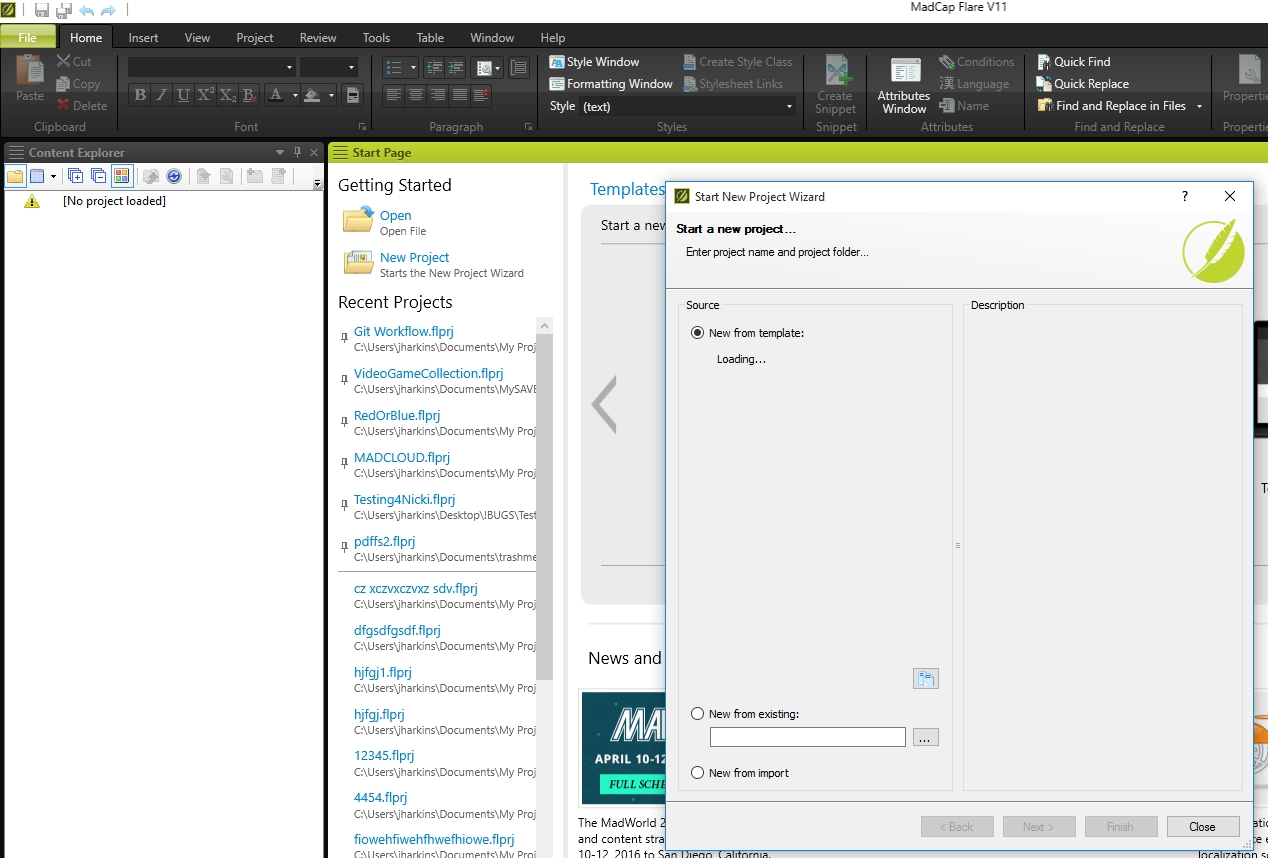 MadCap Flare V11
File Home Insert View Project Review Tools Table Window Help
Paste
Cut
Copy
Delete
Clipboard
B I U X² X₂ B A
Font
Paragraph
Style Window
Formatting Window
Style (text)
Create Style Class
Stylesheet Links
Styles
Create
Snippet
Snippet
Attributes
Window
Conditions
Language
Name
Attributes
Quick Find
Quick Replace
Find and Replace in Files
Find and Replace
Properti
Properti
Content Explorer
[No project loaded]
Start Page
Getting Started
Open
Open File
New Project
Starts the New Project Wizard
Recent Projects
Git Workflow.flprj
C:\Users\jharkins\Documents\My Proj
VideoGameCollection.flprj
C:\Users\jharkins\Documents\MySAVE
RedOrBlue.flprj
C:\Users\jharkins\Documents\My Proj
MADCLOUD.flprj
C:\Users\jharkins\Documents\My Proj
Testing4Nicki.flprj
C:\Users\jharkins\Desktop\!BUGS\Test
pdffs2.flprj
C:\Users\jharkins\Documents\trashme
cz xczvxczvxz sdv.flprj
C:\Users\jharkins\Documents\My Proj
dfgsdfgsdf.flprj
C:\Users\jharkins\Documents\My Proj
hjfgj1.flprj
C:\Users\jharkins\Documents\My Proj
hjfgj.flprj
C:\Users\jharkins\Documents\My Proj
12345.flprj
C:\Users\jharkins\Documents\My Proj
4454.flprj
C:\Users\jharkins\Documents\My Proj
fiowehfiwehfhwefhiowe.flprj
C:\Users\jharkins\Documents\My Proj
Templates
Start a new
News and
MAD
APRIL 10-12
FULL SCHE
The MadWorld 2
and content stra
10-12, 2016 to San Diego, California.
Start New Project Wizard
? 
Start a new project...
Enter project name and project folder...
Source
New from template:
Loading...
New from existing:
...
New from import
Description
< Back Next > Finish Close